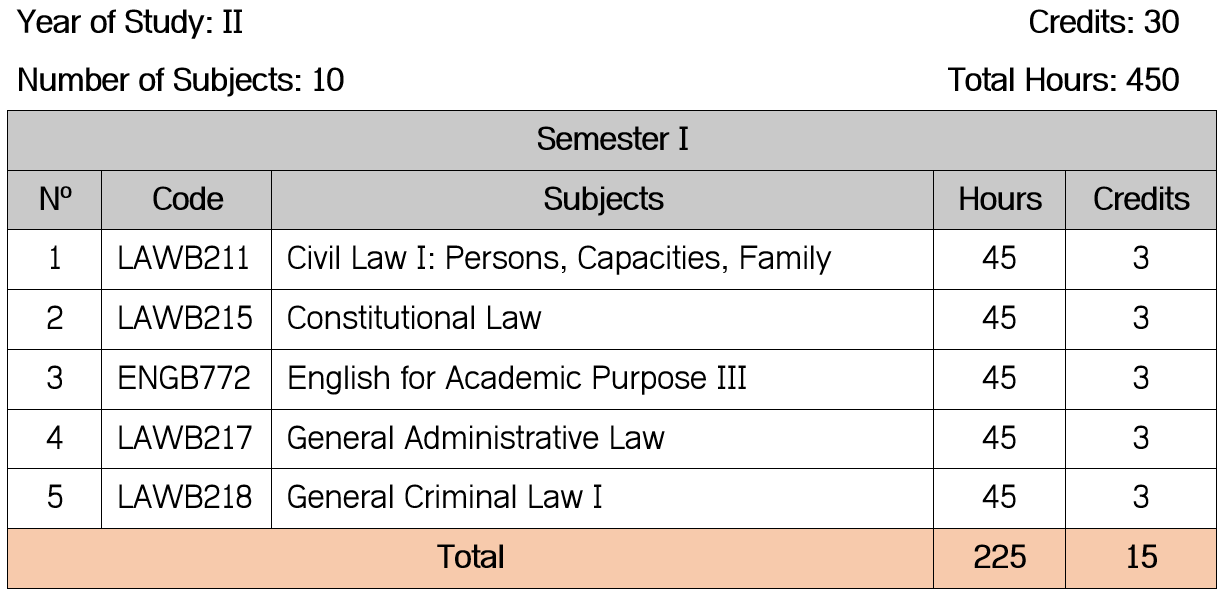 Year of Study: II Credits: 30
Number of Subjects: 10 Total Hours: 450
Semester I
Nº Code Subjects Hours Credits
1 LAWB211 Civil Law I: Persons, Capacities, Family 45 3
2 LAWB215 Constitutional Law 45 3
3 ENGB772 English for Academic Purpose III 45 3
4 LAWB217 General Administrative Law 45 3
5 LAWB218 General Criminal Law I 45 3
Total 225 15